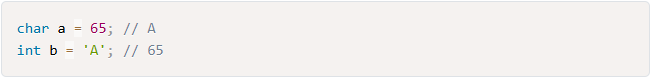 char a = 65; // A
int b = 'A'; // 65